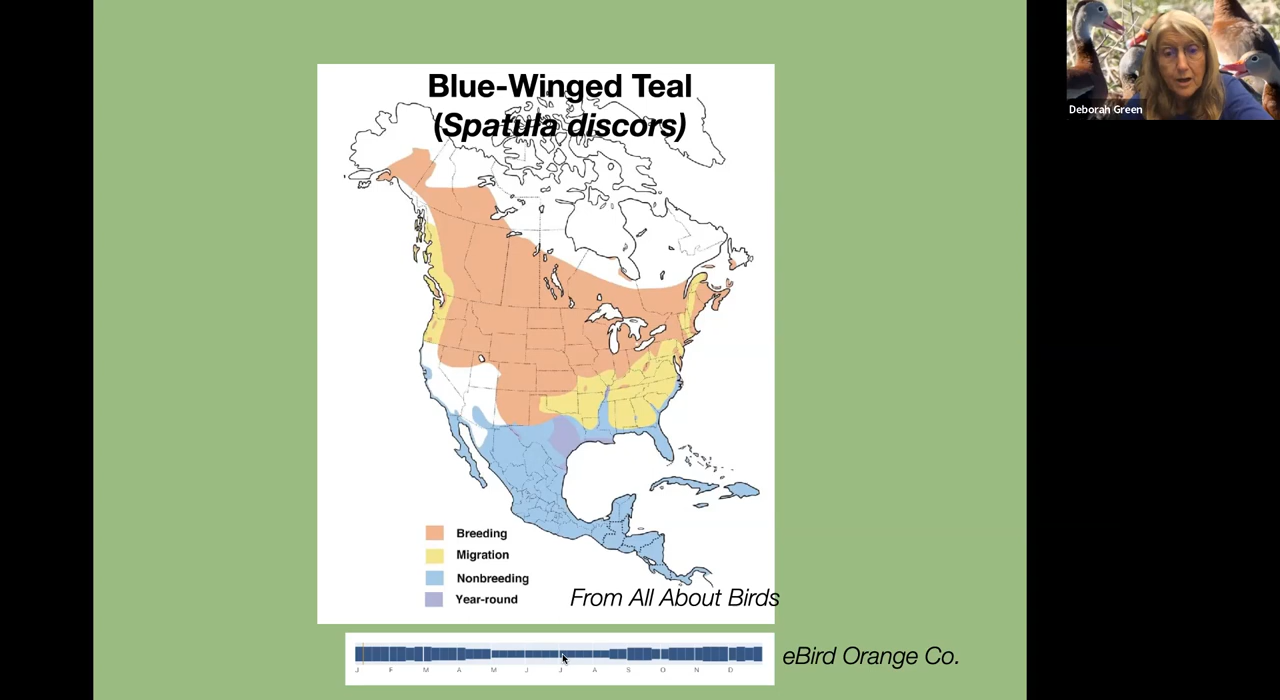 Blue-Winged Teal
(Spatula discors)
Deborah Green
Breeding
Migration
Nonbreeding
Year-round
From All About Birds
J F M A M J J A S O N D
eBird Orange Co.